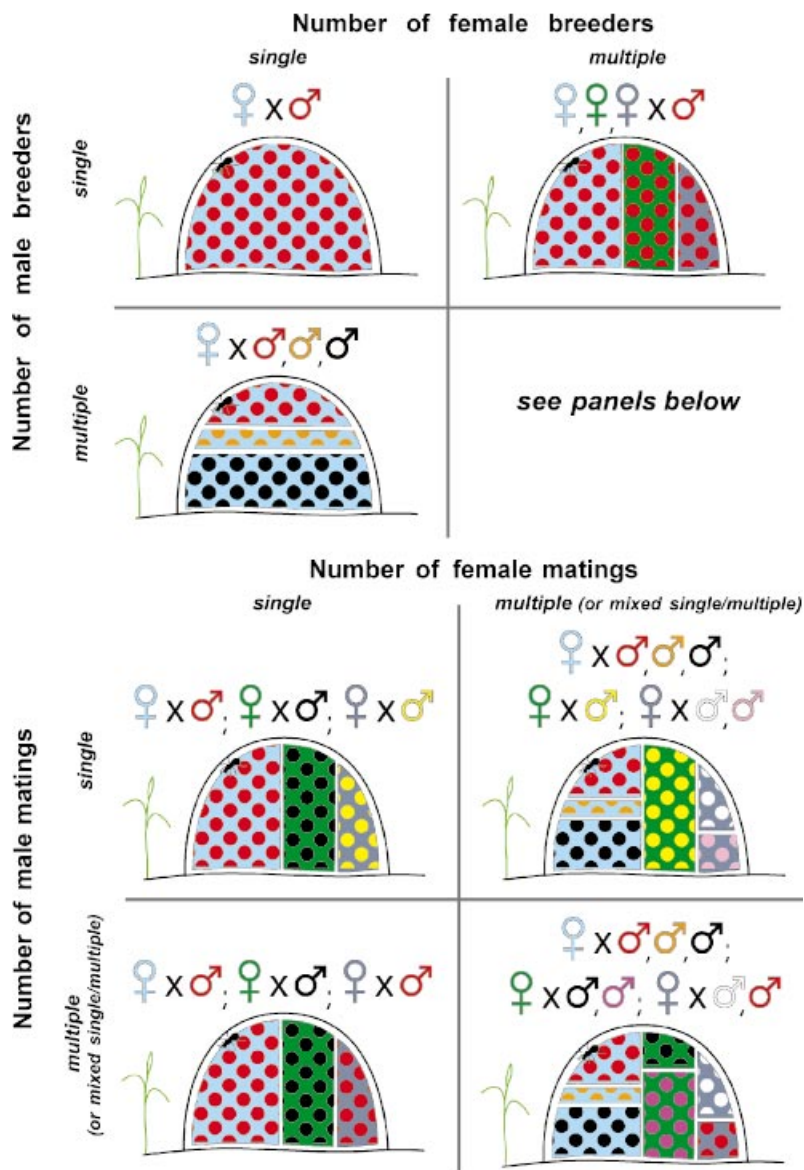 Number of female breeders
single
multiple
Number of male breeders
single
♀ X ♂
♀, ♀, ♀ X ♂
multiple
♀ X ♂, ♂, ♂
see panels below
Number of female matings
single
multiple (or mixed single/multiple)
Number of male matings
single
♀ X ♂; ♀ X ♂; ♀ X ♂
♀ X ♂, ♂, ♂;
♀ X ♂; ♀ X ♂, ♂
multiple
(or mixed single/multiple)
♀ X ♂; ♀ X ♂; ♀ X ♂
♀ X ♂, ♂, ♂;
♀ X ♂, ♂; ♀ X ♂, ♂